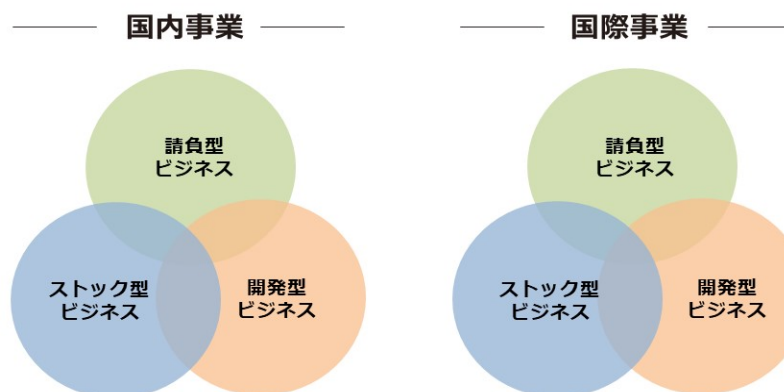 国内事業
請負型
ビジネス
ストック型
ビジネス
開発型
ビジネス
国際事業
請負型
ビジネス
ストック型
ビジネス
開発型
ビジネス